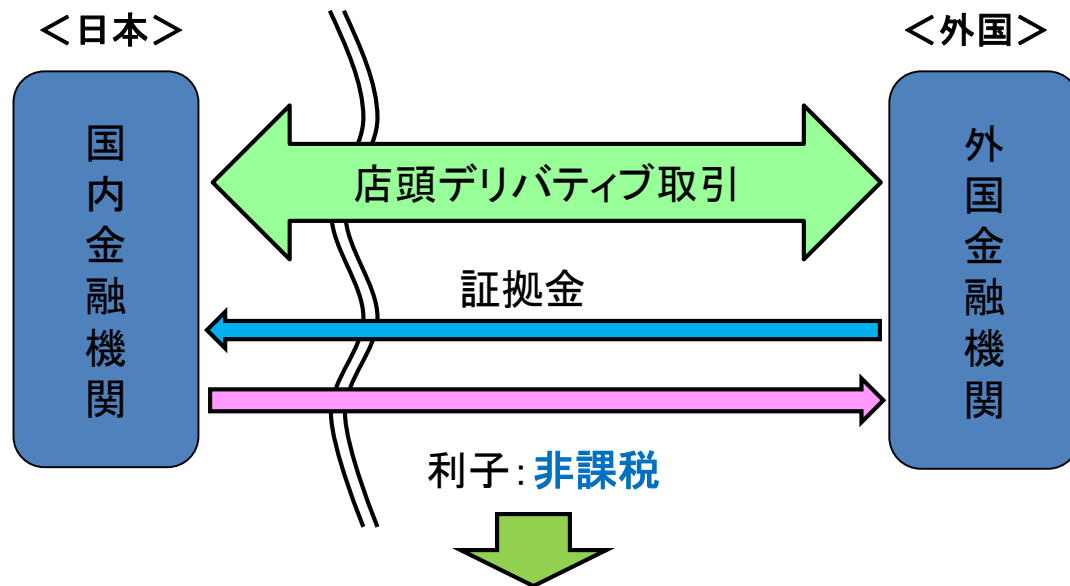 ＜日本＞
＜外国＞
国内金融機関
店頭デリバティブ取引
外国金融機関
証拠金
利子：非課税